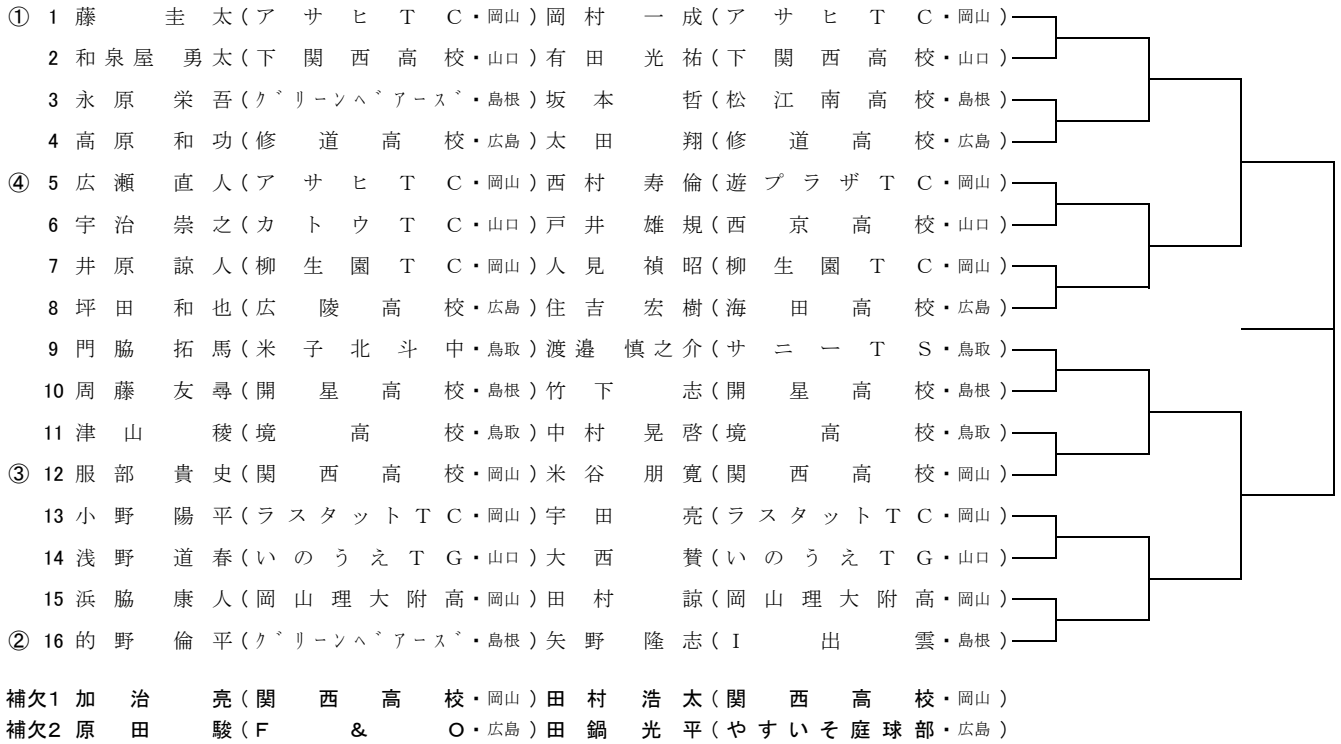 ① 1 藤 圭太(アサヒTC・岡山)岡村 一成(アサヒTC・岡山)
2 和泉屋 勇太(下関西高校・山口)有田 光祐(下関西高校・山口)
3 永原 栄吾(グリーンベアーズ・島根)坂本 哲(松江南高校・島根)
4 高原 和功(修道高校・広島)太田 翔(修道高校・広島)
④ 5 広瀬 直人(アサヒTC・岡山)西村 寿倫(遊プラザTC・岡山)
6 宇治 崇之(カトウTC・山口)戸井 雄規(西京高校・山口)
7 井原 諒人(柳生園TC・岡山)人見 禎昭(柳生園TC・岡山)
8 坪田 和也(広陵高校・広島)住吉 宏樹(海田高校・広島)
9 門脇 拓馬(米子北斗中・鳥取)渡邉 慎之介(サニーTS・鳥取)
10 周藤 友尋(開星高校・島根)竹下 志(開星高校・島根)
11 津山 稜(境高校・鳥取)中村 晃啓(境高校・鳥取)
③ 12 服部 貴史(関西高校・岡山)米谷 朋寛(関西高校・岡山)
13 小野 陽平(ラスタットTC・岡山)宇田 亮(ラスタットTC・岡山)
14 浅野 道春(いのうえTG・山口)大西 賛(いのうえTG・山口)
15 浜脇 康人(岡山理大附高・岡山)田村 諒(岡山理大附高・岡山)
② 16 的野 倫平(グリーンベアーズ・島根)矢野 隆志(I出雲・島根)
補欠1 加治 亮(関西高校・岡山)田村 浩太(関西高校・岡山)
補欠2 原田 駿(F&O・広島)田鍋 光平(やすいそ庭球部・広島)